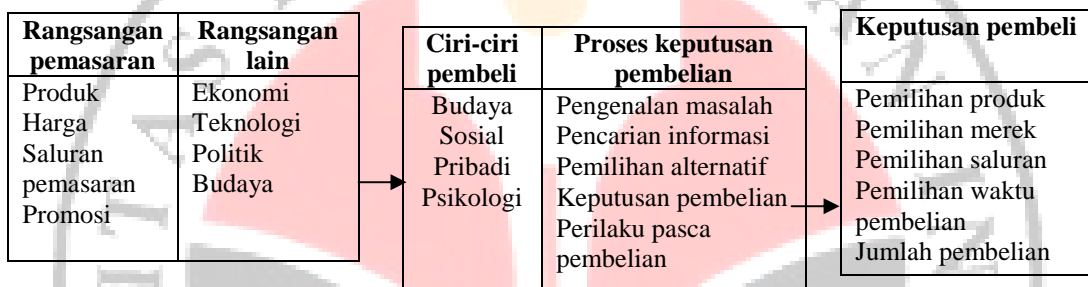 Rangsangan
pemasaran
Rangsangan
lain
Produk
Harga
Saluran
pemasaran
Promosi
Ekonomi
Teknologi
Politik
Budaya
Ciri-ciri
pembeli
Proses keputusan
pembelian
Budaya
Sosial
Pribadi
Psikologi
Pengenalan masalah
Pencarian informasi
Pemilihan alternatif
Keputusan pembelian
Perilaku pasca
pembelian
Keputusan pembeli
Pemilihan produk
Pemilihan merek
Pemilihan saluran
Pemilihan waktu
pembelian
Jumlah pembelian